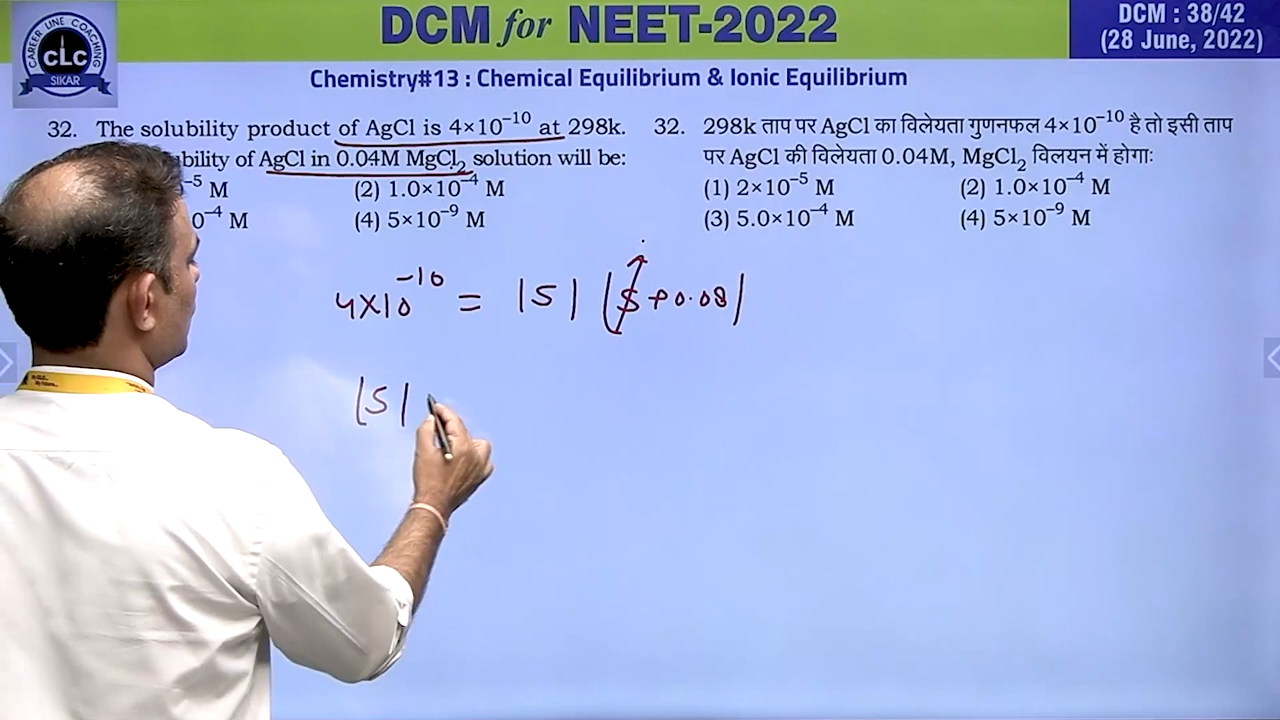 DCM for NEET-2022
DCM : 38/42
(28 June, 2022)
CAREER LINE COACHING
CLC
SIKAR
Chemistry#13 : Chemical Equilibrium & Ionic Equilibrium
32. The solubility product of AgCl is 4×10⁻¹⁰ at 298k.
bility of AgCl in 0.04M MgCl₂ solution will be:
⁻⁵ M (2) 1.0×10⁻⁴ M
0⁻⁴ M (4) 5×10⁻⁹ M
32. 298k ताप पर AgCl का विलेयता गुणनफल 4×10⁻¹⁰ है तो इसी ताप
पर AgCl की विलेयता 0.04M, MgCl₂ विलयन में होगाः
(1) 2×10⁻⁵ M (2) 1.0×10⁻⁴ M
(3) 5.0×10⁻⁴ M (4) 5×10⁻⁹ M
4×10⁻¹⁰ = |S| (S+0.08)
|S|